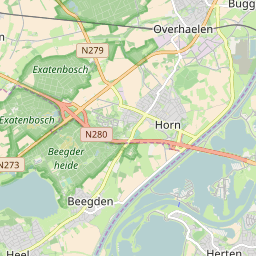 Bugg
Overhaelen
N279
Exatenbosch
Exatenbosch
Horn
N280
Beegder
heide
N273
Beegden
Heel
Herten